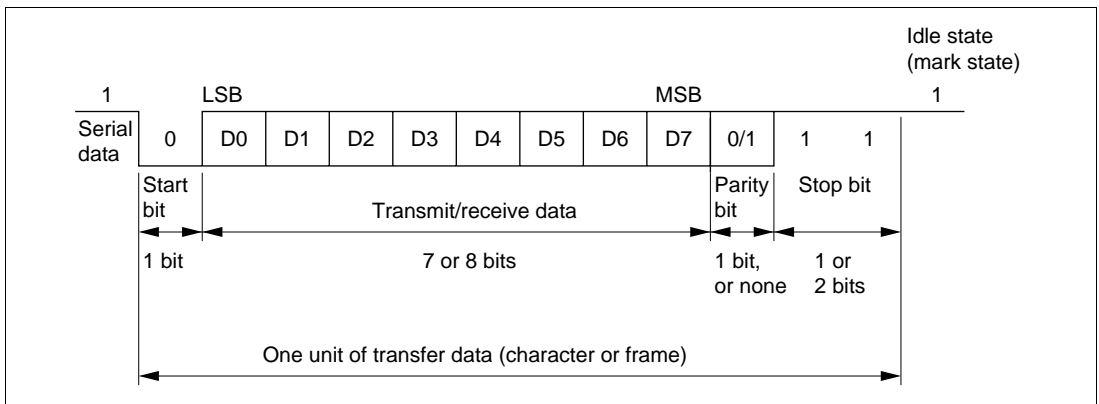 Idle state
(mark state)
1 LSB MSB 1
Serial
data
0 D0 D1 D2 D3 D4 D5 D6 D7 0/1 1 1
Start
bit
Transmit/receive data
Parity
bit
Stop bit
1 bit
7 or 8 bits
1 bit,
or none
1 or
2 bits
One unit of transfer data (character or frame)